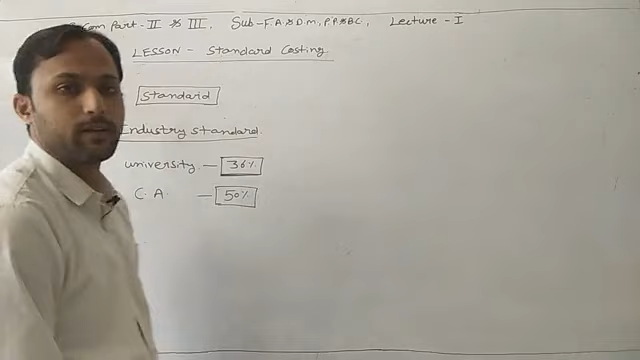 Com Part-II & III, Sub-F.A.&D.M, P.P.&B.C., Lecture-I
LESSON - Standard Costing
Standard
Industry standard
university - 36%
C.A. - 50%